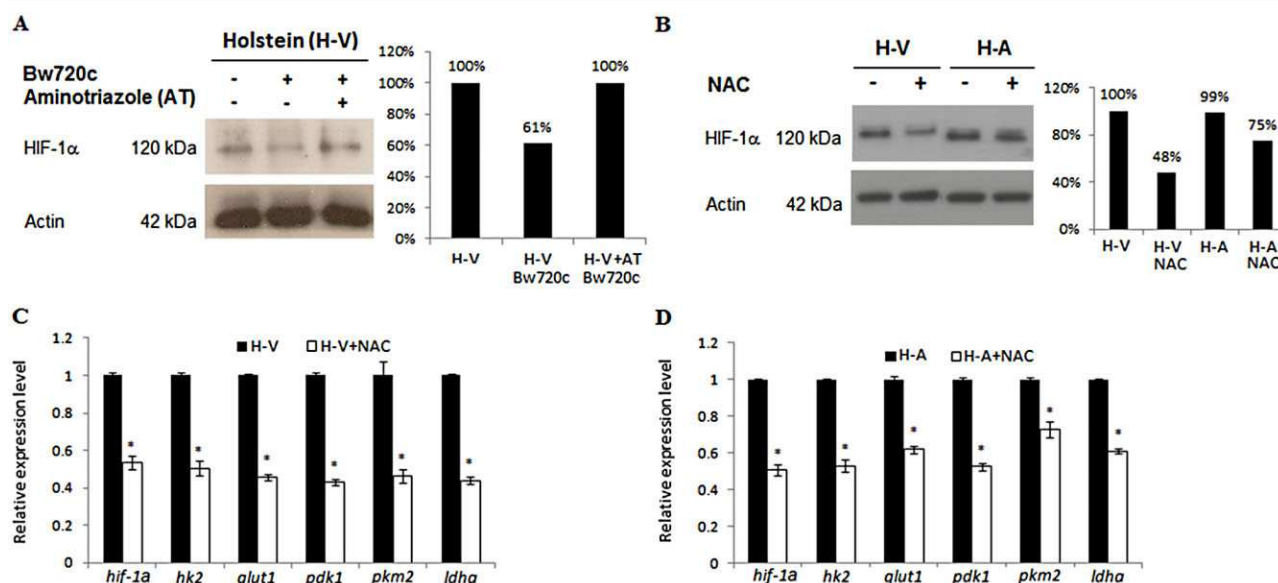 A
Holstein (H-V)
Bw720c - + +
Aminotriazole (AT) - - +
HIF-1α 120 kDa
Actin 42 kDa
120%
100%
80%
60%
40%
20%
0%
100%
61%
100%
H-V
H-V
Bw720c
H-V+AT
Bw720c
B
H-V H-A
NAC - + - +
HIF-1α 120 kDa
Actin 42 kDa
120%
80%
40%
0%
100%
48%
99%
75%
H-V
H-V
NAC
H-A
H-A
NAC
C
Relative expression level
1.2
1
0.8
0.6
0.4
0.2
0
H-V H-V+NAC
* * * * * *
hif-1a hk2 glut1 pdk1 pkm2 ldha
D
Relative expression level
1.2
1
0.8
0.6
0.4
0.2
0
H-A H-A+NAC
* * * * * *
hif-1a hk2 glut1 pdk1 pkm2 ldha